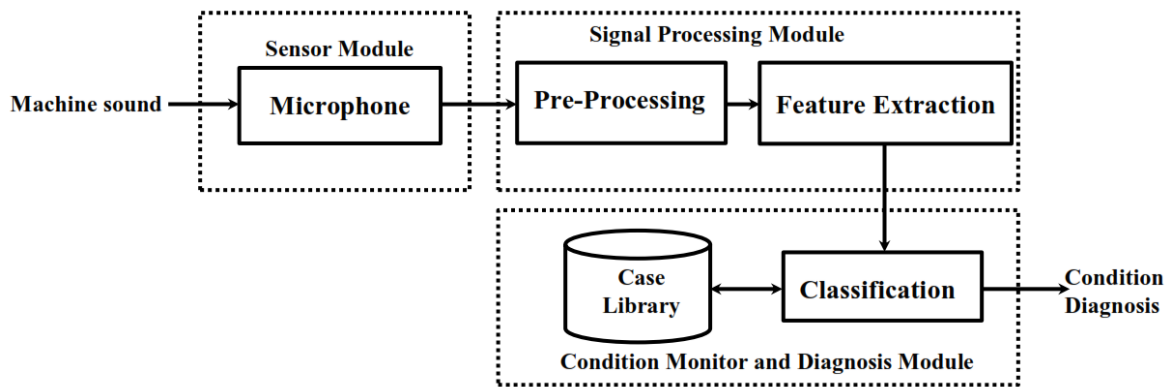 Sensor Module
Signal Processing Module
Machine sound
Microphone
Pre-Processing
Feature Extraction
Case
Library
Classification
Condition
Diagnosis
Condition Monitor and Diagnosis Module